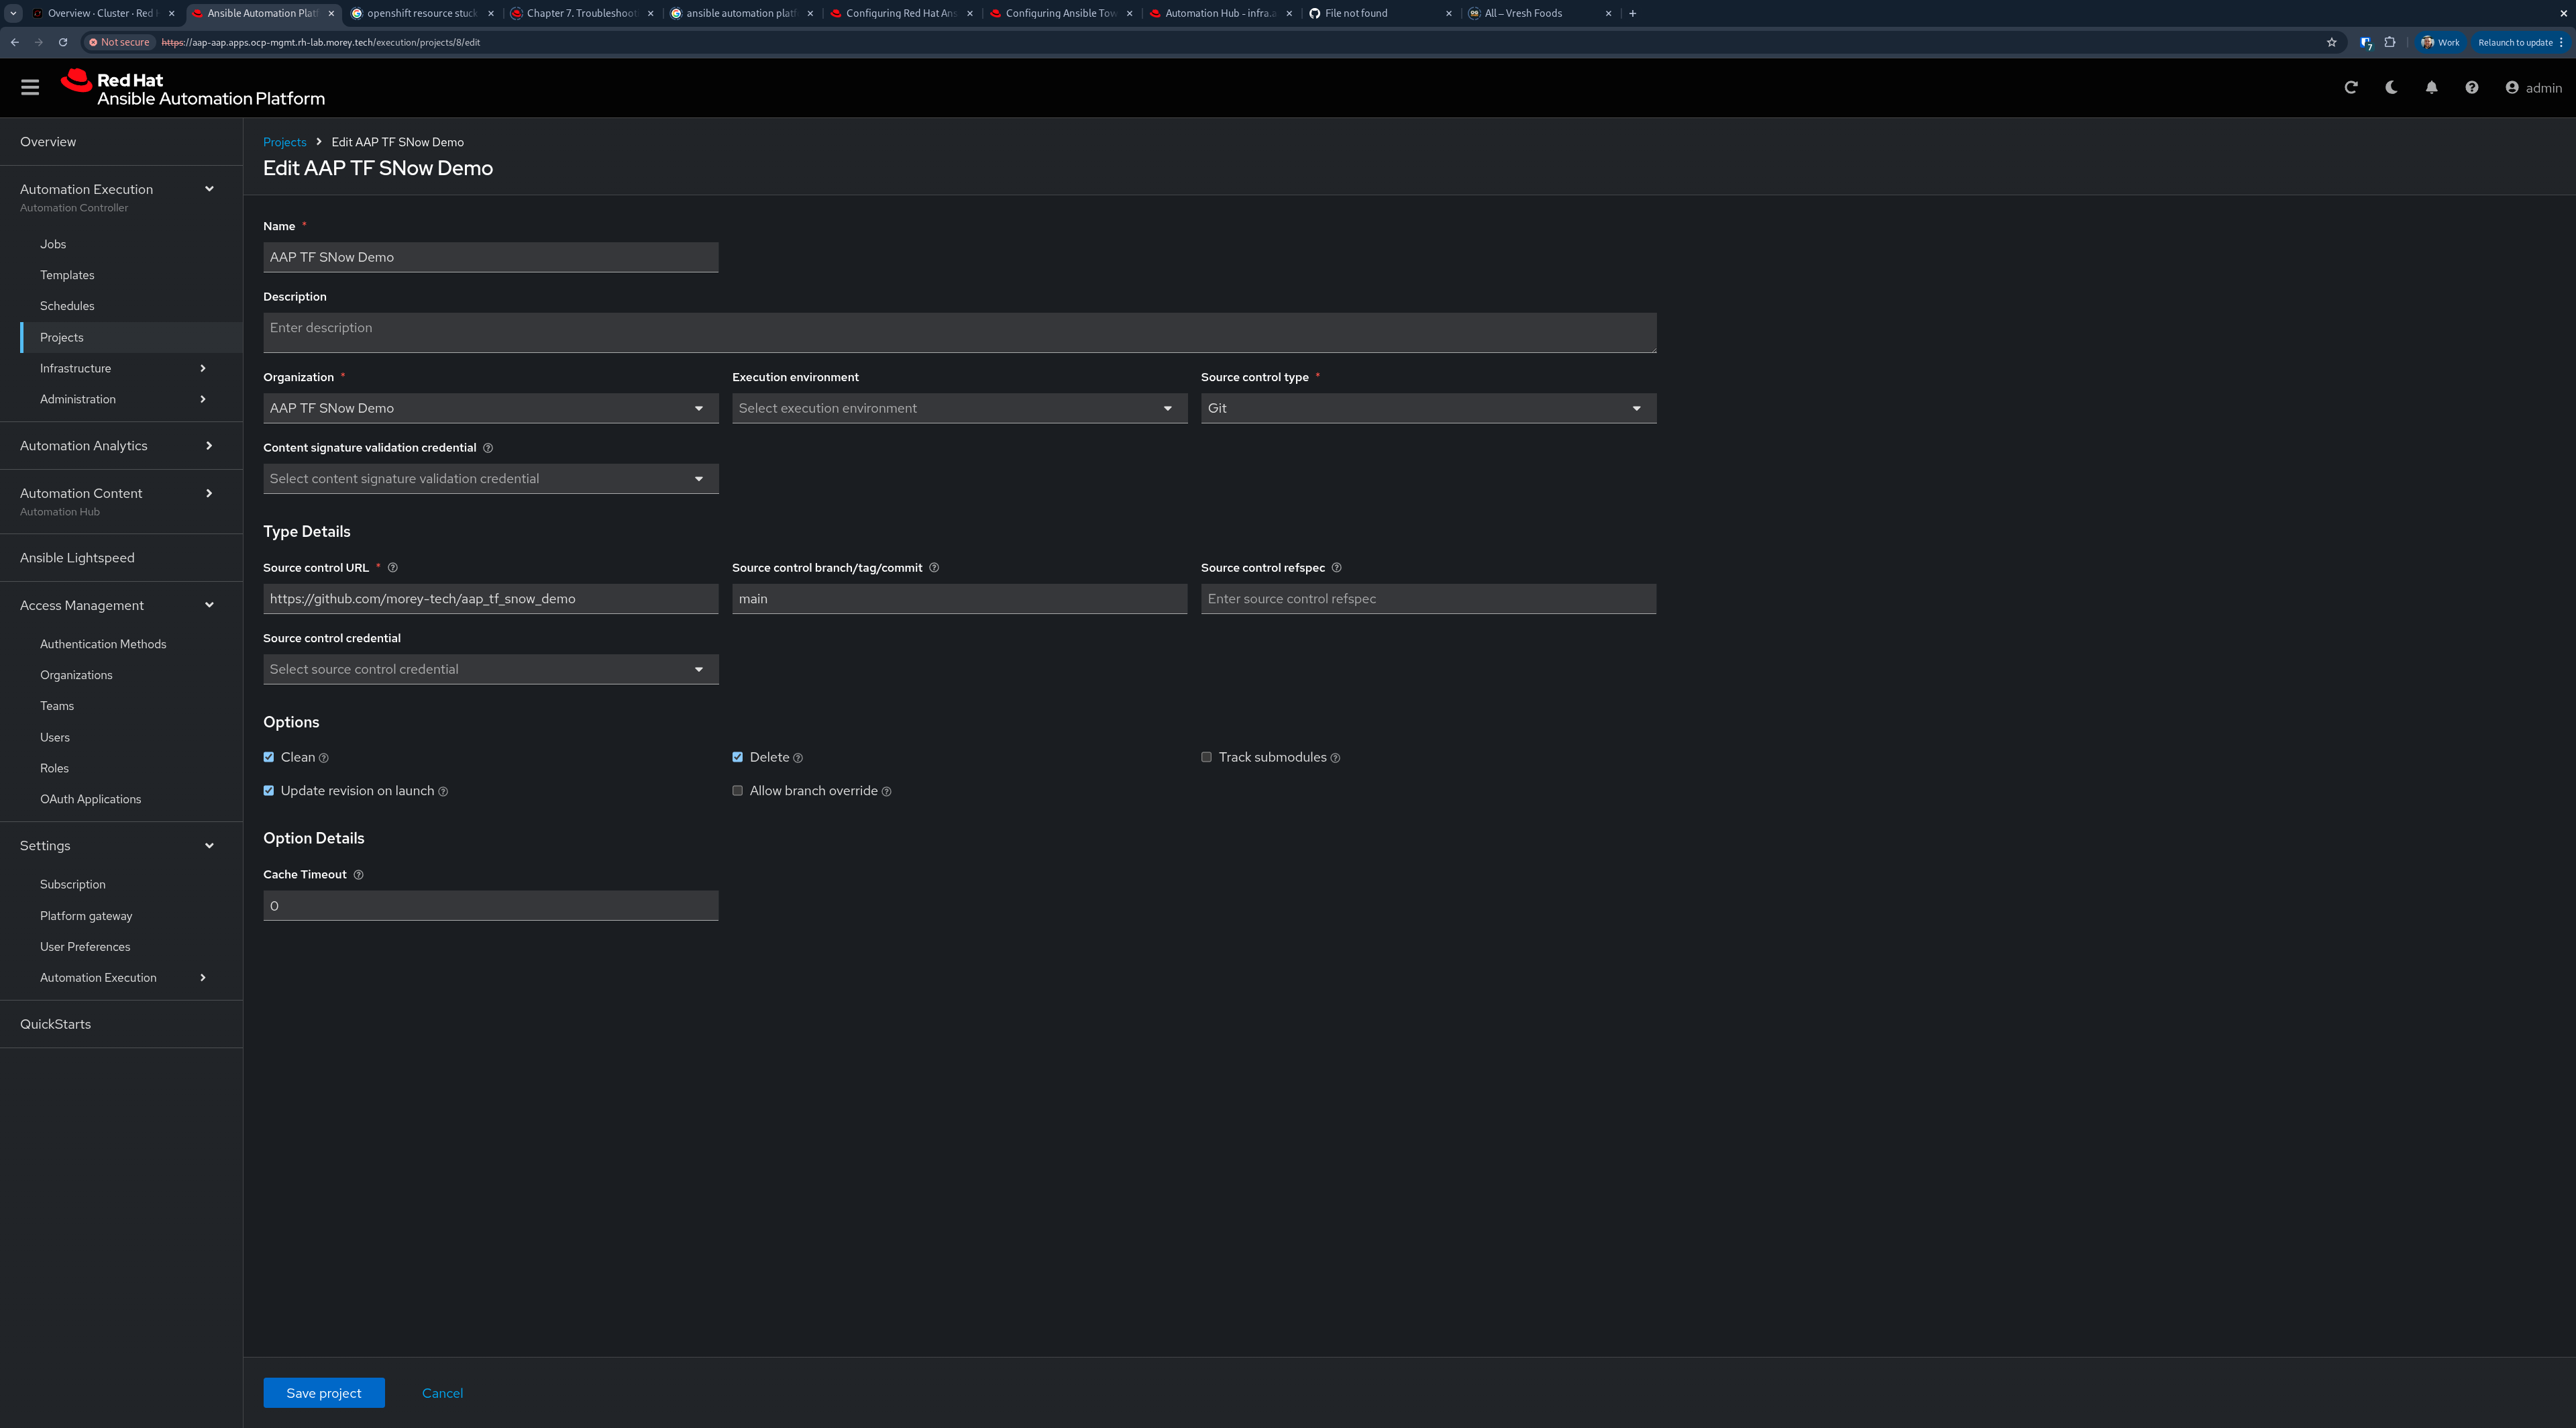 Overview · Cluster · Red H
Ansible Automation Platf
openshift resource stuck
Chapter 7. Troubleshoot
ansible automation platf
Configuring Red Hat Ans
Configuring Ansible Tow
Automation Hub - infra.a
File not found
All – Vresh Foods
Not secure
https://aap-aap.apps.ocp-mgmt.rh-lab.morey.tech/execution/projects/8/edit
7
Work
Relaunch to update
Red Hat
Ansible Automation Platform
admin
Overview
Automation Execution
Automation Controller
Jobs
Templates
Schedules
Projects
Infrastructure
Administration
Automation Analytics
Automation Content
Automation Hub
Ansible Lightspeed
Access Management
Authentication Methods
Organizations
Teams
Users
Roles
OAuth Applications
Settings
Subscription
Platform gateway
User Preferences
Automation Execution
QuickStarts
Projects > Edit AAP TF SNow Demo
Edit AAP TF SNow Demo
Name *
AAP TF SNow Demo
Description
Enter description
Organization *
AAP TF SNow Demo
Execution environment
Select execution environment
Source control type *
Git
Content signature validation credential
Select content signature validation credential
Type Details
Source control URL *
https://github.com/morey-tech/aap_tf_snow_demo
Source control branch/tag/commit
main
Source control refspec
Enter source control refspec
Source control credential
Select source control credential
Options
Clean
Delete
Track submodules
Update revision on launch
Allow branch override
Option Details
Cache Timeout
0
Save project
Cancel